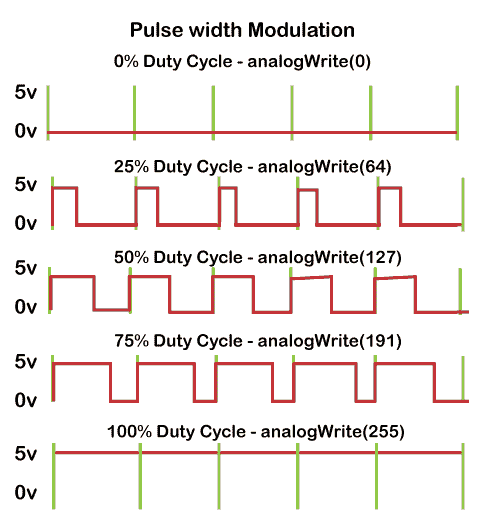 Pulse width Modulation
0% Duty Cycle - analogWrite(0)
5v
0v
25% Duty Cycle - analogWrite(64)
5v
0v
50% Duty Cycle - analogWrite(127)
5v
0v
75% Duty Cycle - analogWrite(191)
5v
0v
100% Duty Cycle - analogWrite(255)
5v
0v